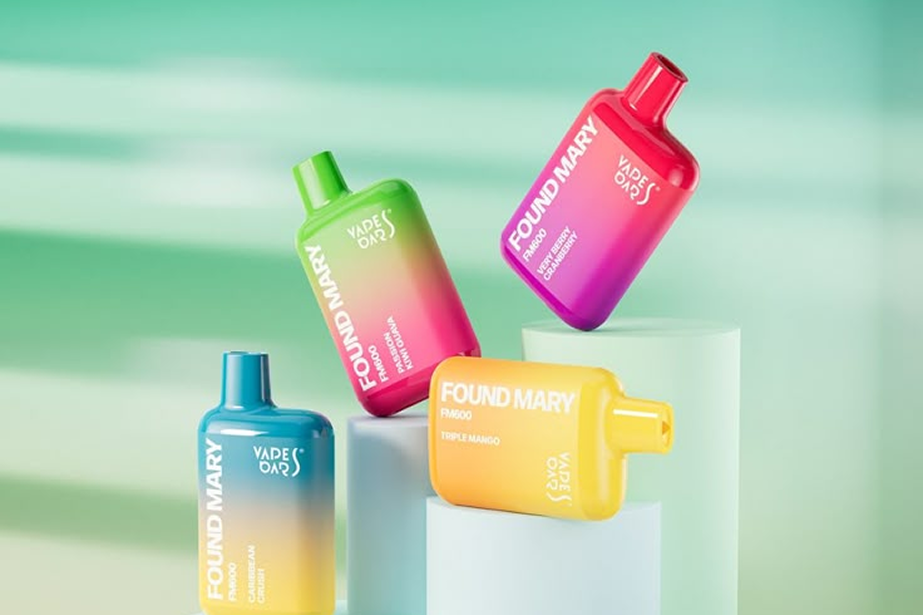 VAPES
BARS®
FOUND MARY
FM600
VERY BERRY
CRANBERRY
VAPES
BARS®
FOUND MARY
FM600
PASSION
KIWI GUAVA
FOUND MARY
FM600
TRIPLE MANGO
VAPES
BARS®
VAPES
BARS®
FOUND MARY
FM600
CARIBBEAN
CRUSH